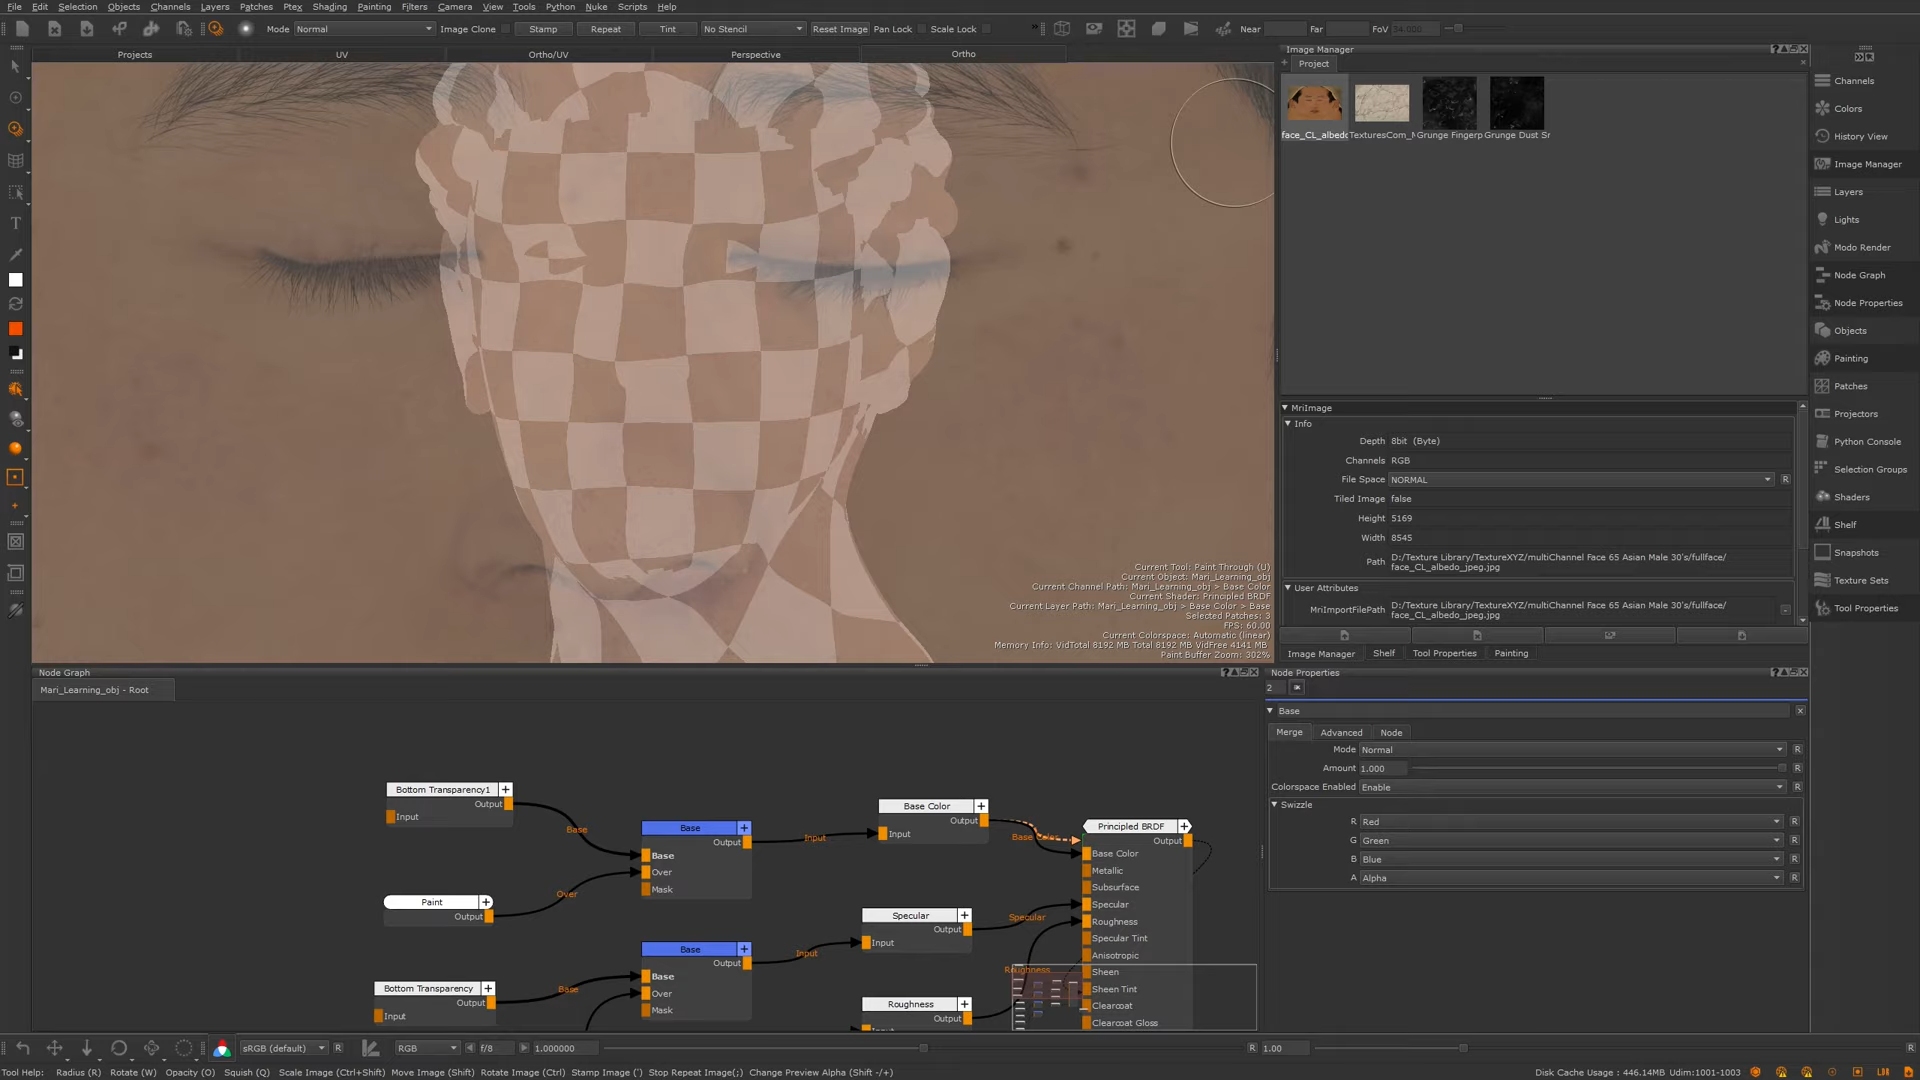 File Edit Selection Objects Channels Layers Patches Ptex Shading Painting Filters Camera View Tools Python Nuke Scripts Help
Mode Normal Image Clone Stamp Repeat Tint No Stencil Reset Image Pan Lock Scale Lock Near Far FoV 34.000
Projects UV Ortho/UV Perspective Ortho
Image Manager
Project
face_CL_albedo TexturesCom_ Grunge Fingerp Grunge Dust Sr
MriImage
Info
Depth 8bit (Byte)
Channels RGB
File Space NORMAL R
Tiled Image false
Height 5169
Width 8545
Path D:/Texture Library/TextureXYZ/multiChannel Face 65 Asian Male 30's/fullface/
face_CL_albedo_jpeg.jpg
User Attributes
MriImportFilePath D:/Texture Library/TextureXYZ/multiChannel Face 65 Asian Male 30's/fullface/
face_CL_albedo_jpeg.jpg
Image Manager Shelf Tool Properties Painting
Channels
Colors
History View
Image Manager
Layers
Lights
Modo Render
Node Graph
Node Properties
Objects
Painting
Patches
Projectors
Python Console
Selection Groups
Shaders
Shelf
Snapshots
Texture Sets
Tool Properties
Current Tool: Paint Through (U)
Current Object: Mari_Learning_obj
Current Channel Path: Mari_Learning_obj > Base Color
Current Shader: Principled BRDF
Current Layer Path: Mari_Learning_obj > Base Color > Base
Selected Patches: 3
FPS: 60.00
Current Colorspace: Automatic (linear)
Memory Info: VidTotal 8192 MB Total 8192 MB VidFree 4141 MB
Paint Buffer Zoom: 302%
Node Graph
Mari_Learning_obj - Root
Bottom Transparency1 +
Output
Input
Base
Base +
Output
Base
Over
Mask
Paint +
Output
Over
Input
Base Color +
Output
Input
Base Color
Principled BRDF +
Output
Base Color
Metallic
Subsurface
Specular
Roughness
Specular Tint
Anisotropic
Sheen
Sheen Tint
Clearcoat
Clearcoat Gloss
Specular +
Output
Input
Specular
Base +
Output
Base
Over
Mask
Input
Bottom Transparency +
Output
Input
Base
Roughness +
Output
Roughness
Node Properties
2
Base
Merge Advanced Node
Mode Normal R
Amount 1.000 R
Colorspace Enabled Enable R
Swizzle
R Red R
G Green R
B Blue R
A Alpha R
sRGB (default) R RGB f/8 1.000000 R 1.00 R
Tool Help: Radius (R) Rotate (W) Opacity (O) Squish (Q) Scale Image (Ctrl+Shift) Move Image (Shift) Rotate Image (Ctrl) Stamp Image (') Stop Repeat Image(;) Change Preview Alpha (Shift -/+) Disk Cache Usage : 446.14MB Udim:1001-1003